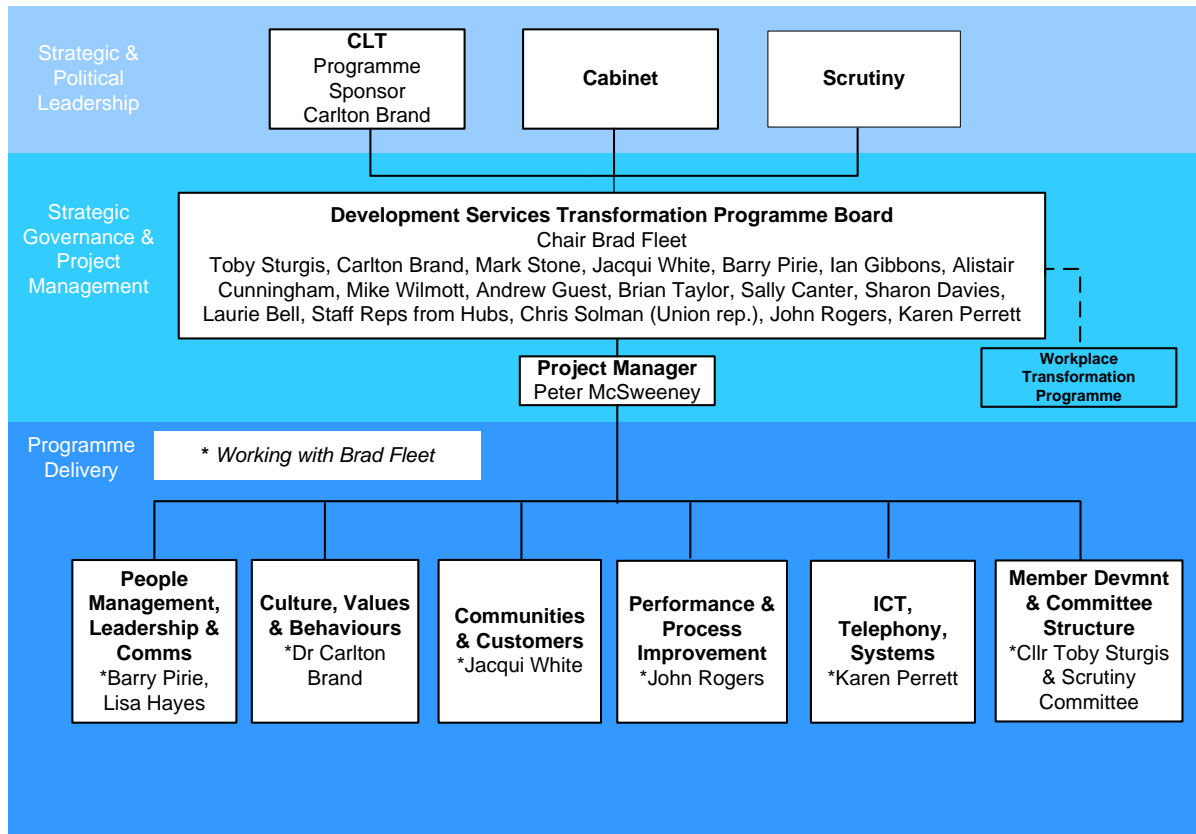 Strategic &
Political
Leadership
CLT
Programme
Sponsor
Carlton Brand
Cabinet
Scrutiny
Strategic
Governance &
Project
Management
Development Services Transformation Programme Board
Chair Brad Fleet
Toby Sturgis, Carlton Brand, Mark Stone, Jacqui White, Barry Pirie, Ian Gibbons, Alistair
Cunningham, Mike Wilmott, Andrew Guest, Brian Taylor, Sally Canter, Sharon Davies,
Laurie Bell, Staff Reps from Hubs, Chris Solman (Union rep.), John Rogers, Karen Perrett
Workplace
Transformation
Programme
Project Manager
Peter McSweeney
Programme
Delivery
* Working with Brad Fleet
People
Management,
Leadership &
Comms
*Barry Pirie,
Lisa Hayes
Culture, Values
& Behaviours
*Dr Carlton
Brand
Communities
& Customers
*Jacqui White
Performance &
Process
Improvement
*John Rogers
ICT,
Telephony,
Systems
*Karen Perrett
Member Devmnt
& Committee
Structure
*Cllr Toby Sturgis
& Scrutiny
Committee